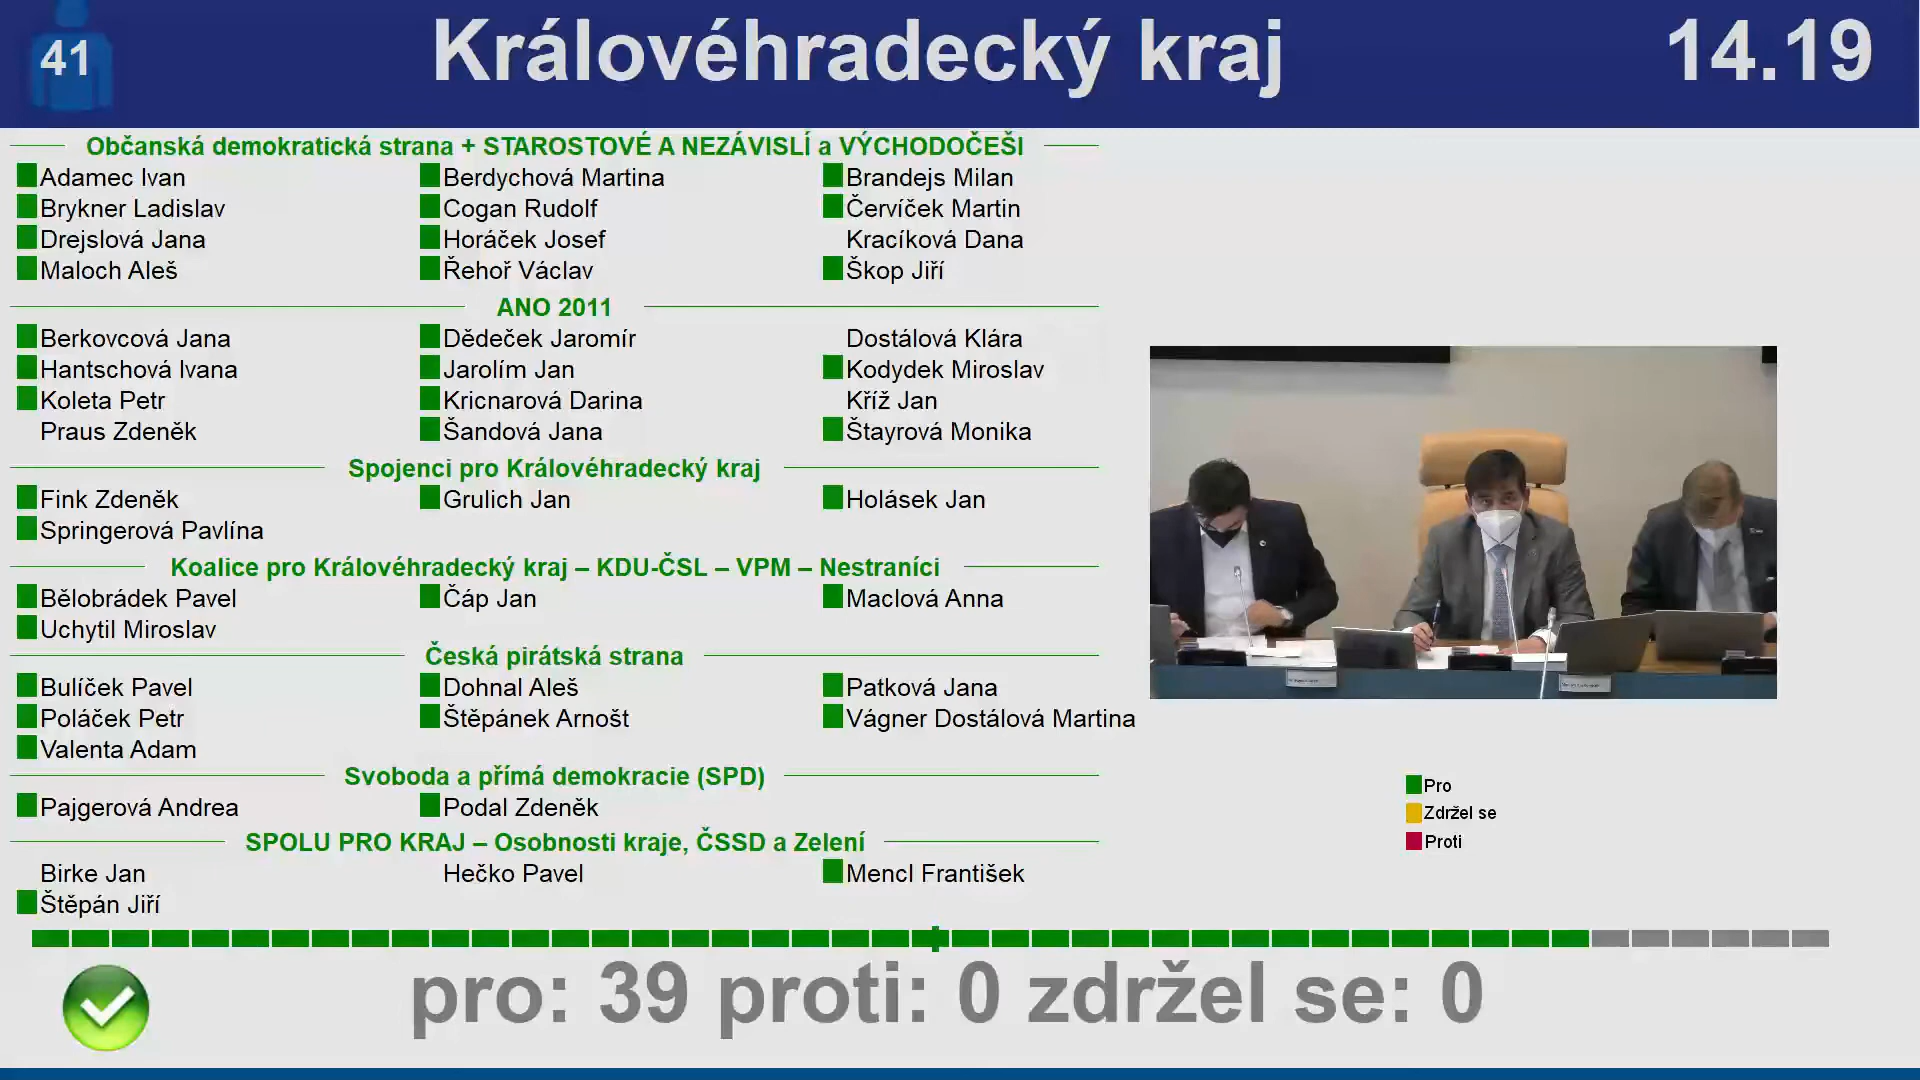 41 Královéhradecký kraj 14.19
Občanská demokratická strana + STAROSTOVÉ A NEZÁVISLÍ a VÝCHODOČEŠI
Adamec Ivan Berdychová Martina Brandejs Milan
Brykner Ladislav Cogan Rudolf Červíček Martin
Drejslová Jana Horáček Josef Kracíková Dana
Maloch Aleš Řehoř Václav Škop Jiří
ANO 2011
Berkovcová Jana Dědeček Jaromír Dostálová Klára
Hantschová Ivana Jarolím Jan Kodydek Miroslav
Koleta Petr Kricnarová Darina Kříž Jan
Praus Zdeněk Šandová Jana Štayrová Monika
Spojenci pro Královéhradecký kraj
Fink Zdeněk Grulich Jan Holásek Jan
Springerová Pavlína
Koalice pro Královéhradecký kraj – KDU-ČSL – VPM – Nestraníci
Bělobrádek Pavel Čáp Jan Maclová Anna
Uchytil Miroslav
Česká pirátská strana
Bulíček Pavel Dohnal Aleš Patková Jana
Poláček Petr Štěpánek Arnošt Vágner Dostálová Martina
Valenta Adam
Svoboda a přímá demokracie (SPD)
Pajgerová Andrea Podal Zdeněk
SPOLU PRO KRAJ – Osobnosti kraje, ČSSD a Zelení
Birke Jan Hečko Pavel Mencl František
Štěpán Jiří
Pro
Zdržel se
Proti
pro: 39 proti: 0 zdržel se: 0